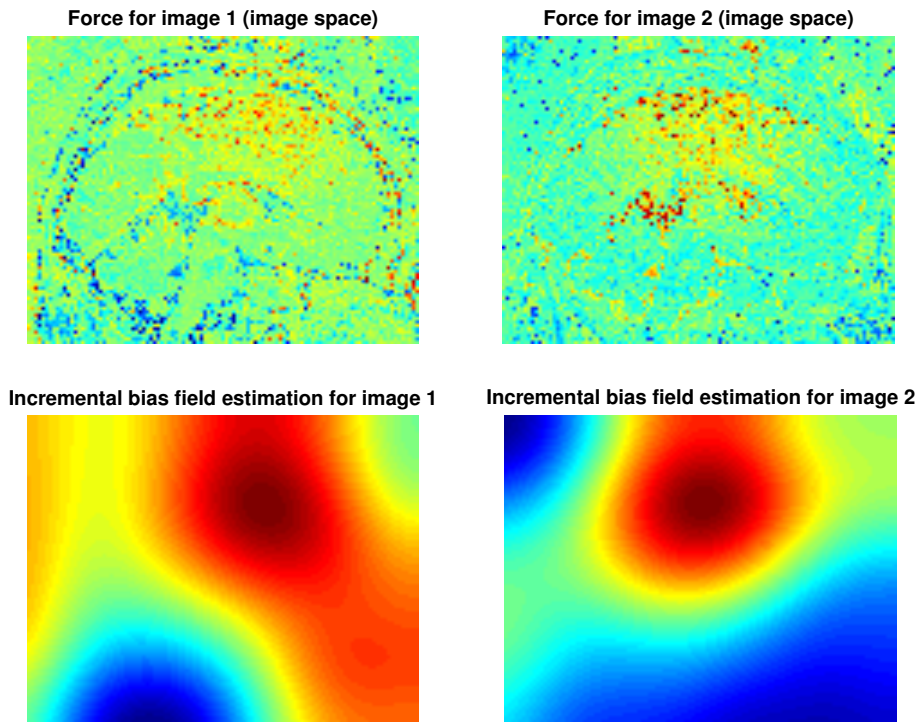 Force for image 1 (image space)
Force for image 2 (image space)
Incremental bias field estimation for image 1
Incremental bias field estimation for image 2